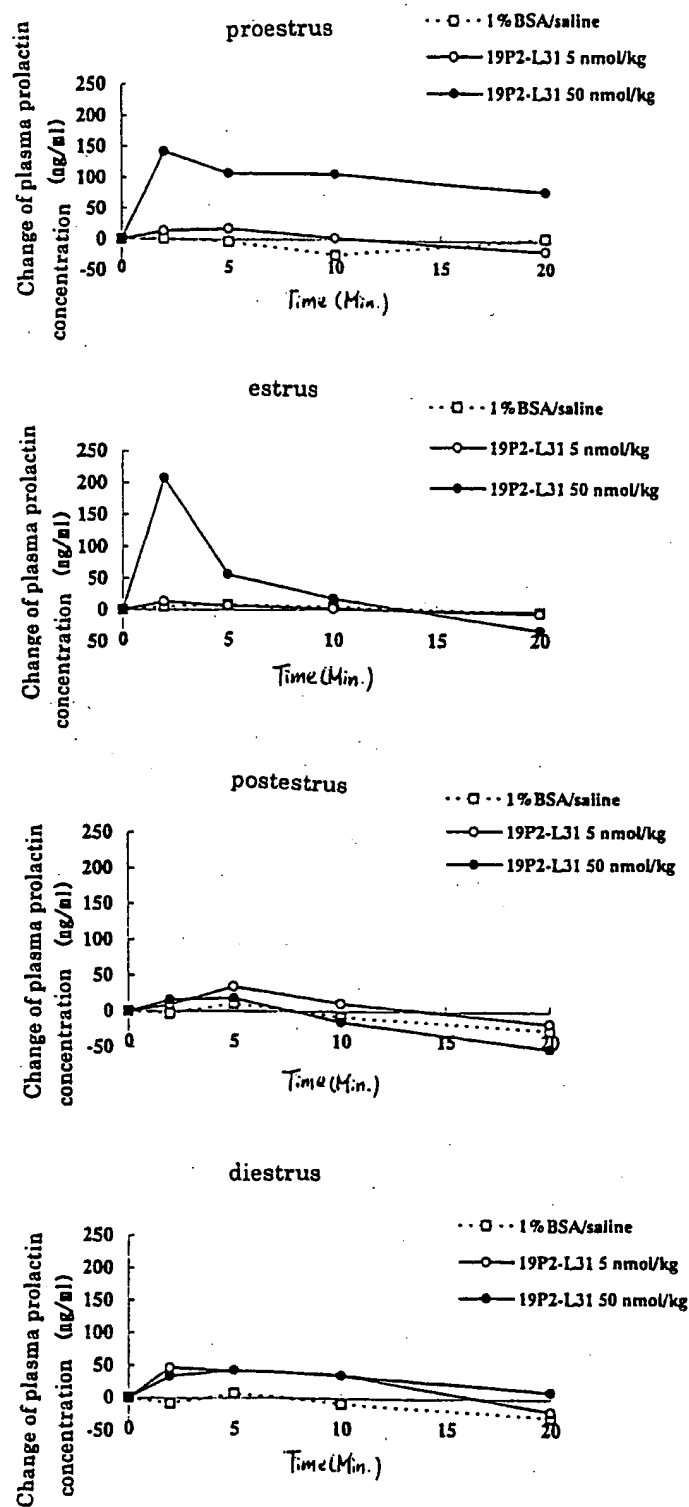 proestrus
··□·· 1%BSA/saline
—○— 19P2-L31 5 nmol/kg
—●— 19P2-L31 50 nmol/kg
Change of plasma prolactin
concentration (ng/ml)
250
200
150
100
50
0
-50
0 5 10 15 20
Time (Min.)
estrus
··□·· 1%BSA/saline
—○— 19P2-L31 5 nmol/kg
—●— 19P2-L31 50 nmol/kg
Change of plasma prolactin
concentration (ng/ml)
250
200
150
100
50
0
50
0 5 10 15 20
Time (Min.)
postestrus
··□·· 1%BSA/saline
—○— 19P2-L31 5 nmol/kg
—●— 19P2-L31 50 nmol/kg
Change of plasma prolactin
concentration (ng/ml)
250
200
150
100
50
0
-50
0 5 10 15 20
Time (Min.)
diestrus
··□·· 1%BSA/saline
—○— 19P2-L31 5 nmol/kg
—●— 19P2-L31 50 nmol/kg
Change of plasma prolactin
concentration (ng/ml)
250
200
150
100
50
0
-50
0 5 10 15 20
Time (Min.)